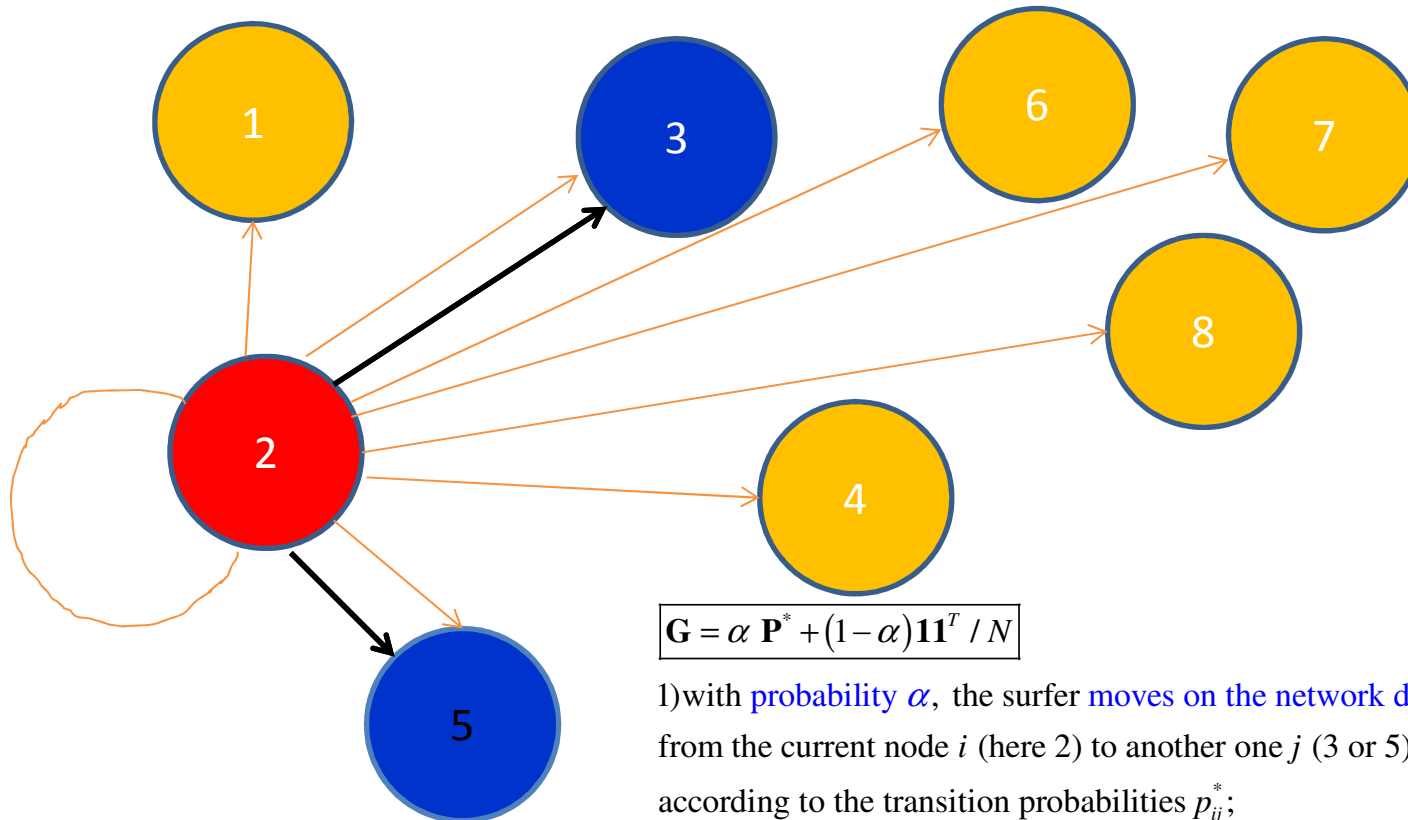 1
3
6
7
8
2
4
5
G = α P* + (1−α)11ᵀ / N
1)with probability α, the surfer moves on the network d
from the current node i (here 2) to another one j (3 or 5)
according to the transition probabilities p*ᵢⱼ;